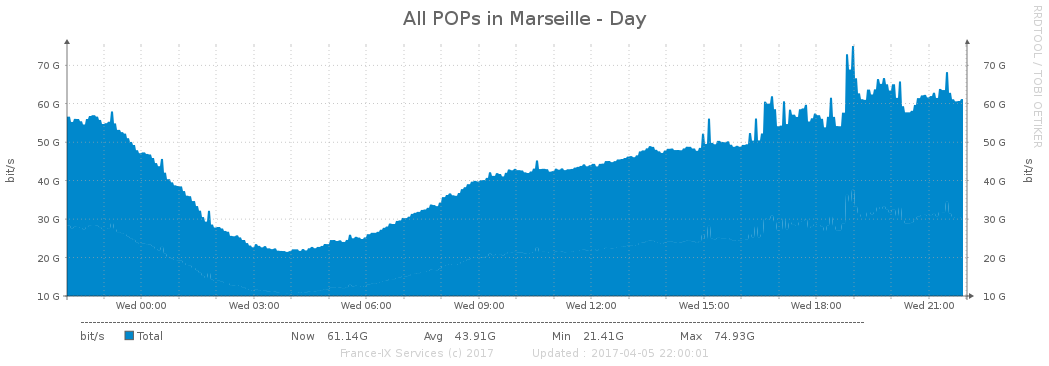 All POPs in Marseille - Day
RRDTOOL / TOBI OETIKER
bit/s
70 G 70 G
60 G 60 G
50 G 50 G
40 G 40 G
30 G 30 G
20 G 20 G
10 G 10 G
bit/s
Wed 00:00 Wed 03:00 Wed 06:00 Wed 09:00 Wed 12:00 Wed 15:00 Wed 18:00 Wed 21:00
bit/s Total Now 61.14G Avg 43.91G Min 21.41G Max 74.93G
France-IX Services (c) 2017 Updated : 2017-04-05 22:00:01